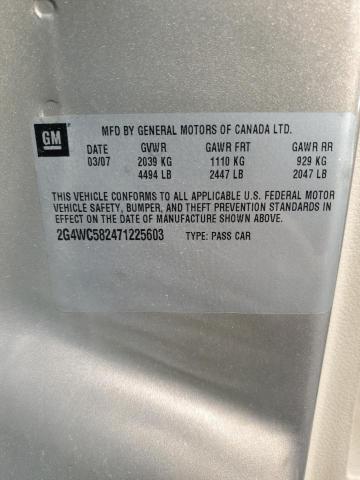 GM
MFD BY GENERAL MOTORS OF CANADA LTD.
DATE GVWR GAWR FRT GAWR RR
03/07 2039 KG 1110 KG 929 KG
4494 LB 2447 LB 2047 LB
THIS VEHICLE CONFORMS TO ALL APPLICABLE U.S. FEDERAL MOTOR
VEHICLE SAFETY, BUMPER, AND THEFT PREVENTION STANDARDS IN
EFFECT ON THE DATE OF MANUFACTURE SHOWN ABOVE.
2G4WC582471225603 TYPE: PASS CAR